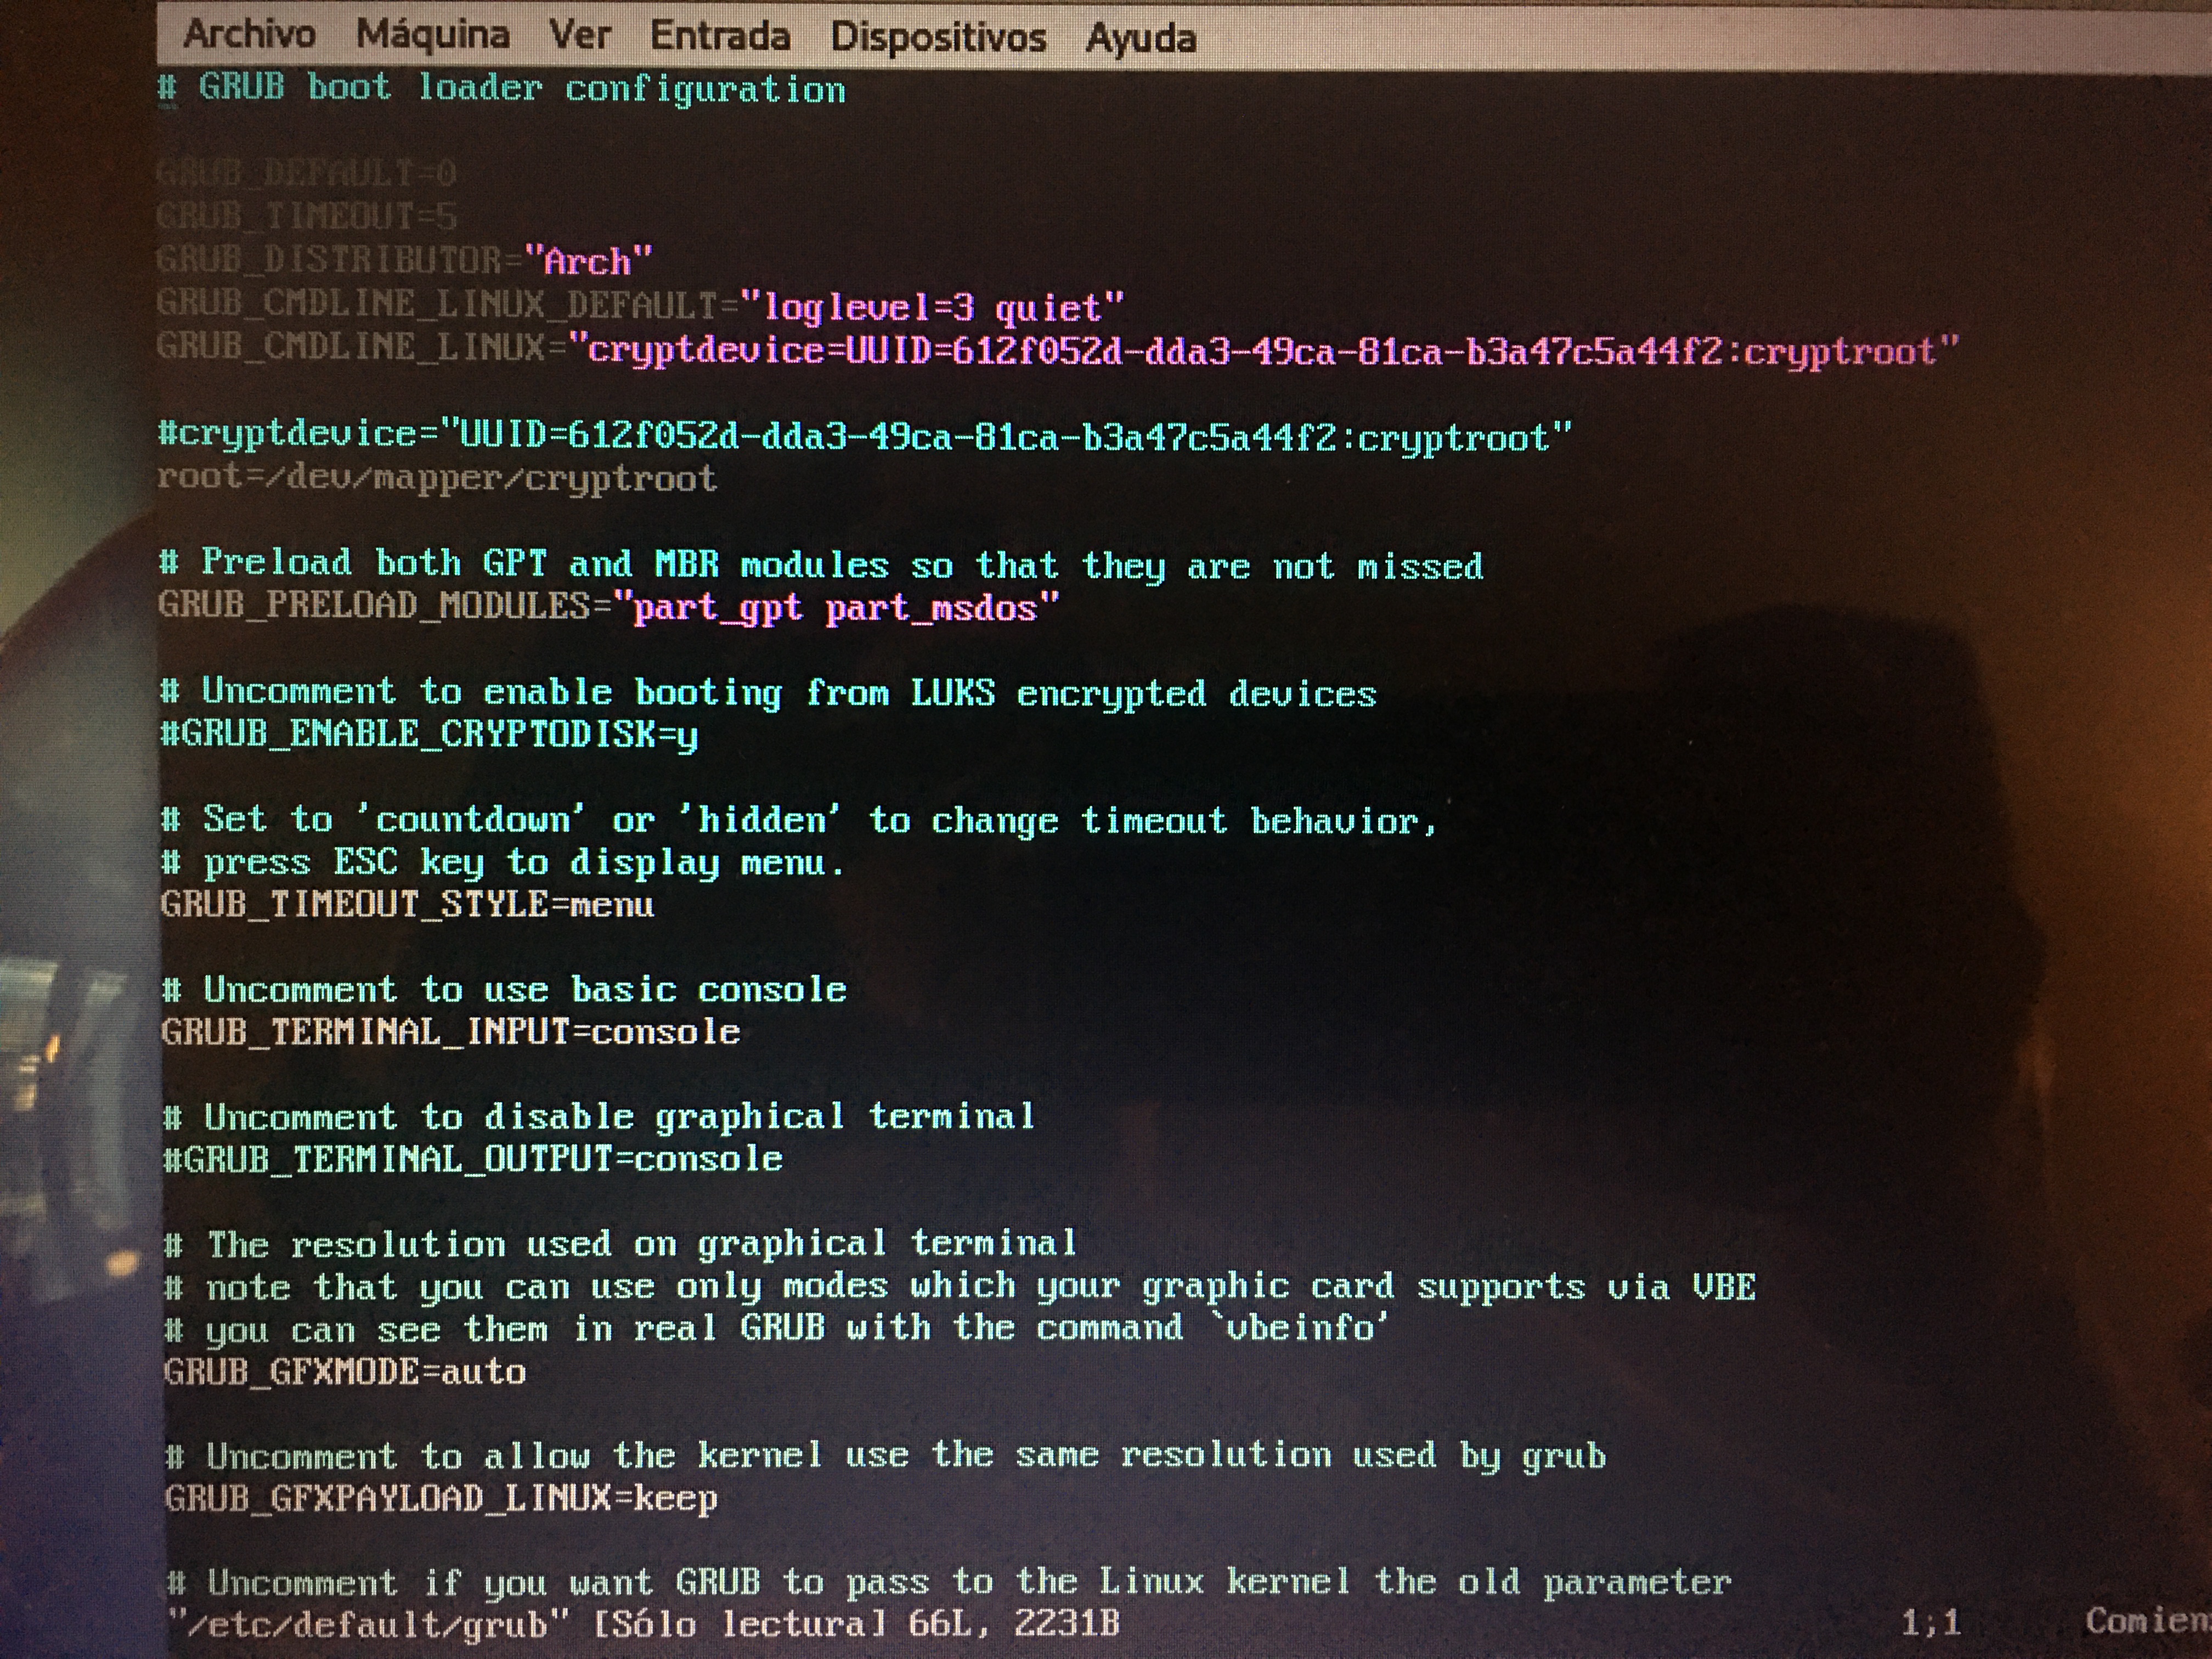 Archivo Máquina Ver Entrada Dispositivos Ayuda
# GRUB boot loader configuration
GRUB_DEFAULT=0
GRUB_TIMEOUT=5
GRUB_DISTRIBUTOR="Arch"
GRUB_CMDLINE_LINUX_DEFAULT="loglevel=3 quiet"
GRUB_CMDLINE_LINUX="cryptdevice=UUID=612f052d-dda3-49ca-81ca-b3a47c5a44f2:cryptroot"
#cryptdevice="UUID=612f052d-dda3-49ca-81ca-b3a47c5a44f2:cryptroot"
root=/dev/mapper/cryptroot
# Preload both GPT and MBR modules so that they are not missed
GRUB_PRELOAD_MODULES="part_gpt part_msdos"
# Uncomment to enable booting from LUKS encrypted devices
#GRUB_ENABLE_CRYPTODISK=y
# Set to 'countdown' or 'hidden' to change timeout behavior,
# press ESC key to display menu.
GRUB_TIMEOUT_STYLE=menu
# Uncomment to use basic console
GRUB_TERMINAL_INPUT=console
# Uncomment to disable graphical terminal
#GRUB_TERMINAL_OUTPUT=console
# The resolution used on graphical terminal
# note that you can use only modes which your graphic card supports via VBE
# you can see them in real GRUB with the command `vbeinfo'
GRUB_GFXMODE=auto
# Uncomment to allow the kernel use the same resolution used by grub
GRUB_GFXPAYLOAD_LINUX=keep
# Uncomment if you want GRUB to pass to the Linux kernel the old parameter
"/etc/default/grub" [Sólo lectura] 66L, 2231B 1;1 Comien